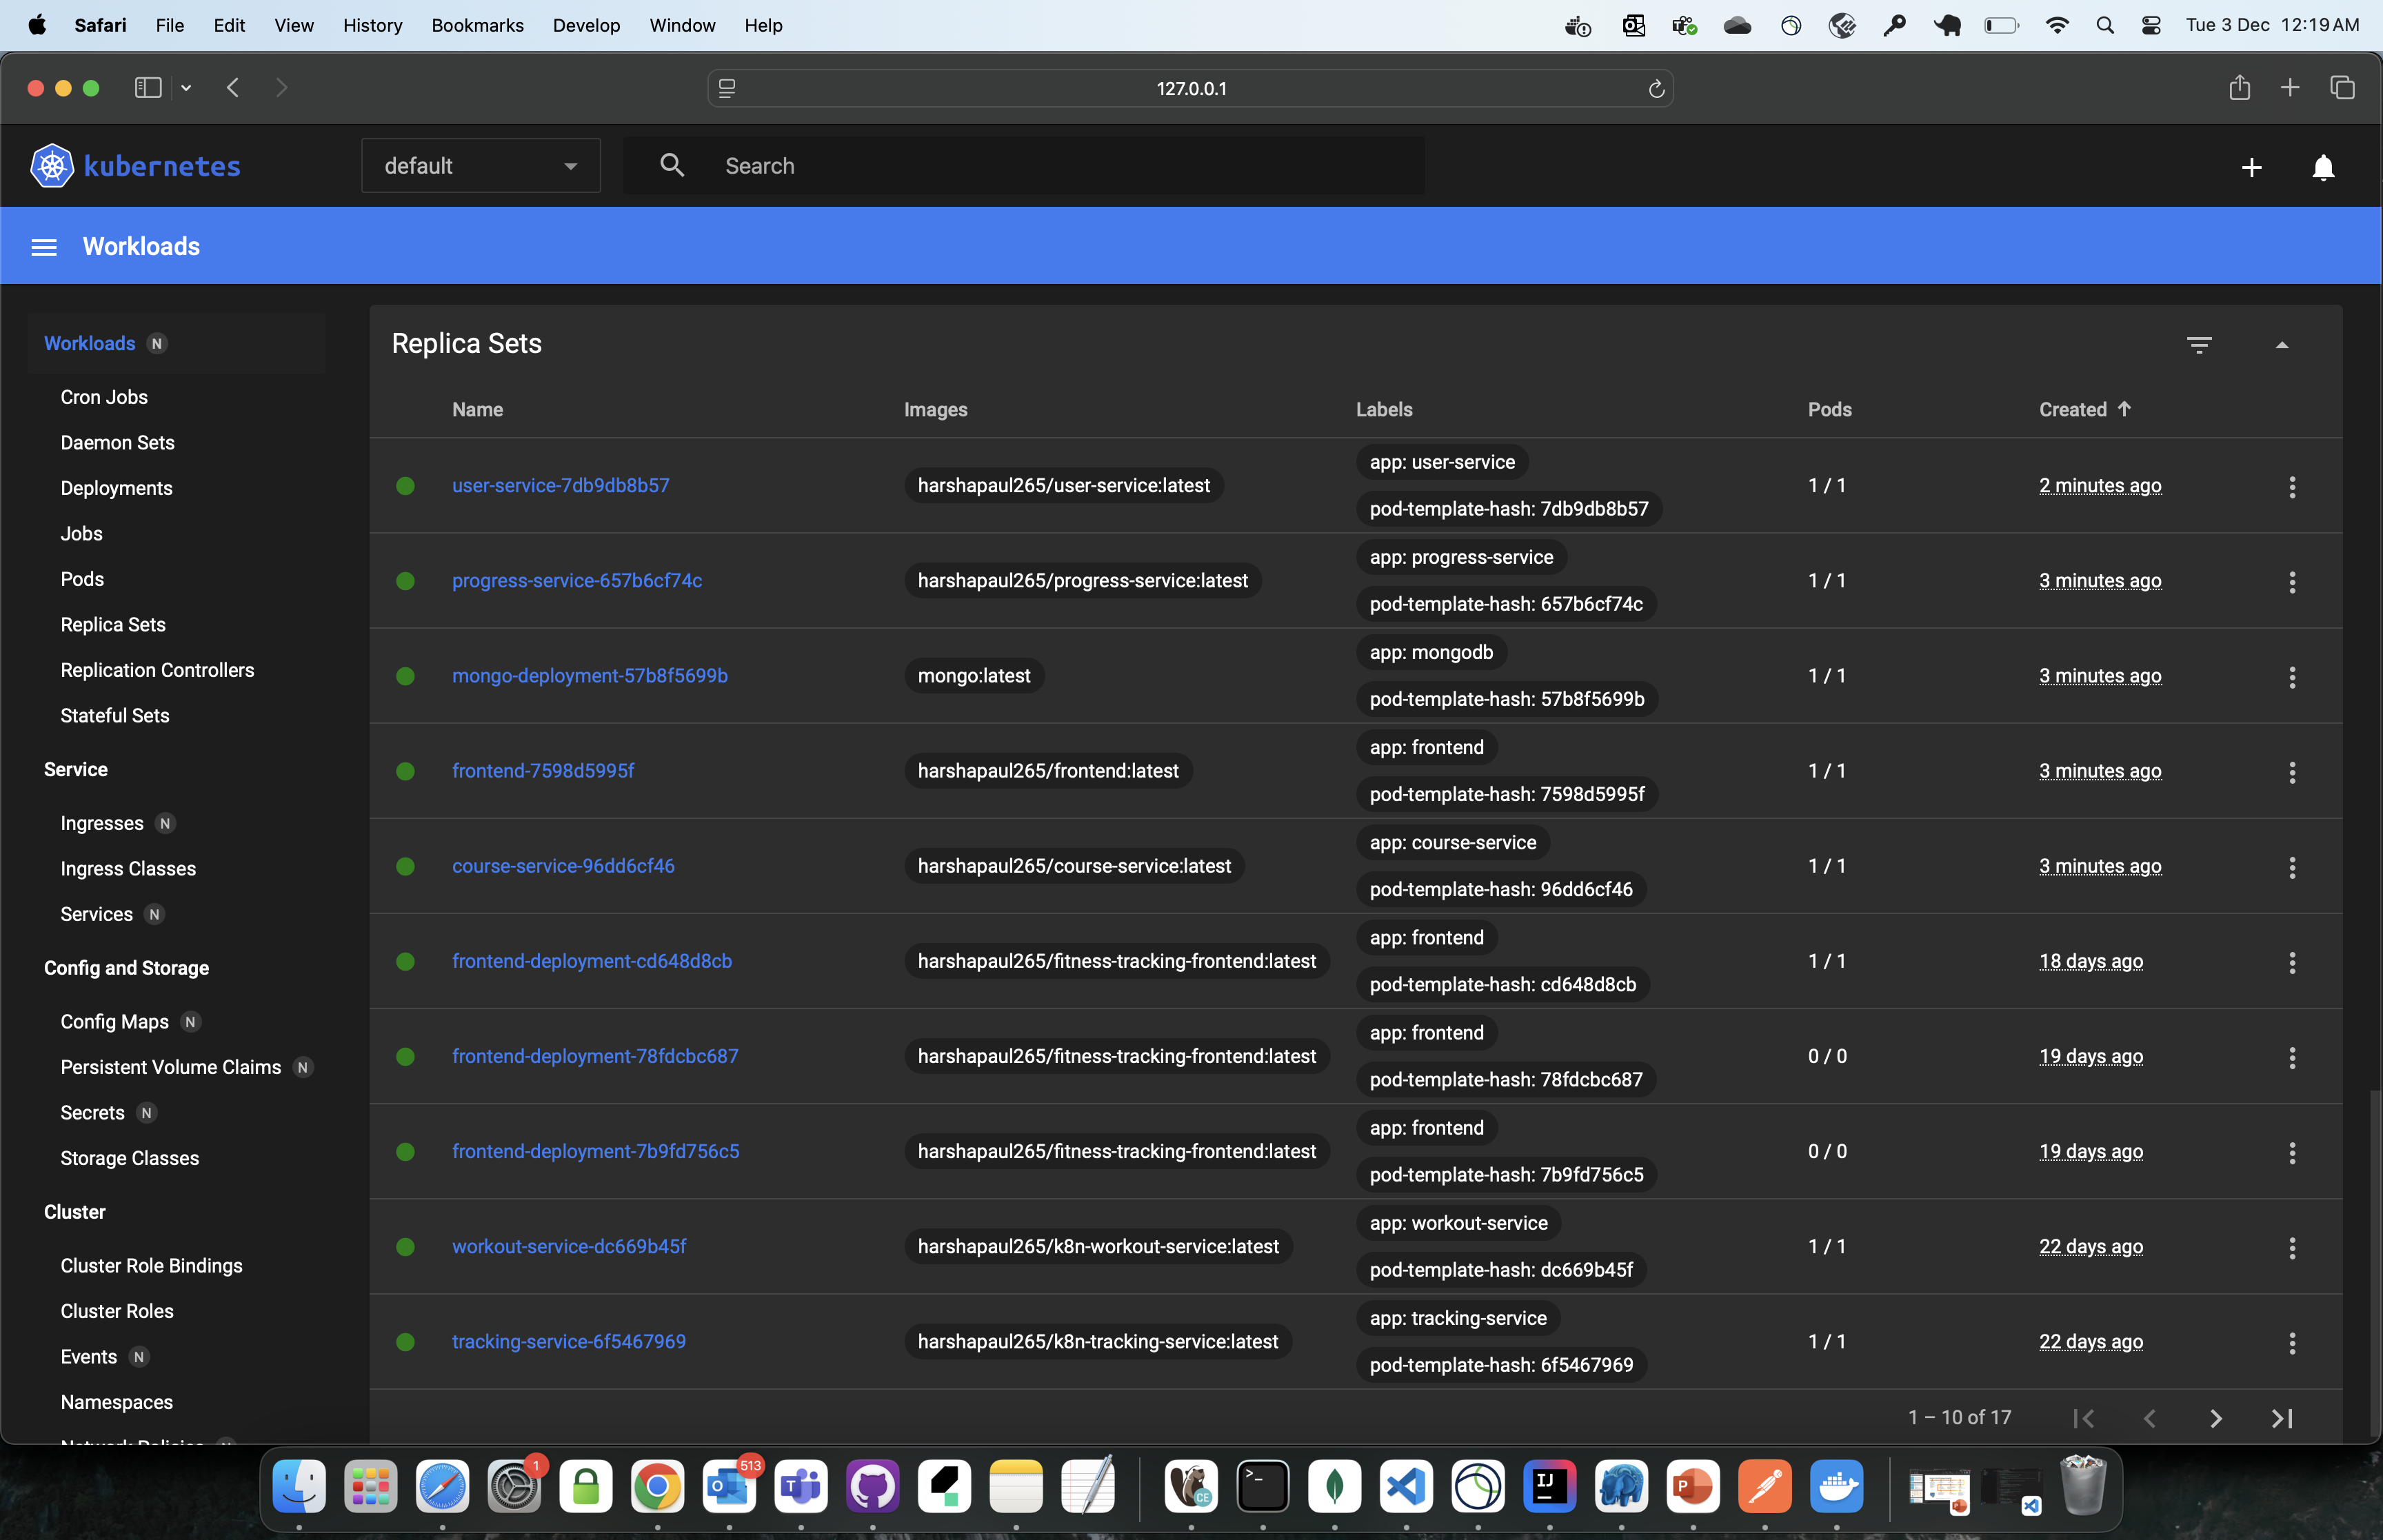 Safari File Edit View History Bookmarks Develop Window Help Tue 3 Dec 12:19 AM
127.0.0.1
kubernetes default Search
Workloads
Workloads N
Cron Jobs
Daemon Sets
Deployments
Jobs
Pods
Replica Sets
Replication Controllers
Stateful Sets
Service
Ingresses N
Ingress Classes
Services N
Config and Storage
Config Maps N
Persistent Volume Claims N
Secrets N
Storage Classes
Cluster
Cluster Role Bindings
Cluster Roles
Events N
Namespaces
Network Policies N
Replica Sets
Name Images Labels Pods Created
app: user-service
user-service-7db9db8b57 harshapaul265/user-service:latest 1 / 1 2 minutes ago
pod-template-hash: 7db9db8b57
app: progress-service
progress-service-657b6cf74c harshapaul265/progress-service:latest 1 / 1 3 minutes ago
pod-template-hash: 657b6cf74c
app: mongodb
mongo-deployment-57b8f5699b mongo:latest 1 / 1 3 minutes ago
pod-template-hash: 57b8f5699b
app: frontend
frontend-7598d5995f harshapaul265/frontend:latest 1 / 1 3 minutes ago
pod-template-hash: 7598d5995f
app: course-service
course-service-96dd6cf46 harshapaul265/course-service:latest 1 / 1 3 minutes ago
pod-template-hash: 96dd6cf46
app: frontend
frontend-deployment-cd648d8cb harshapaul265/fitness-tracking-frontend:latest 1 / 1 18 days ago
pod-template-hash: cd648d8cb
app: frontend
frontend-deployment-78fdcbc687 harshapaul265/fitness-tracking-frontend:latest 0 / 0 19 days ago
pod-template-hash: 78fdcbc687
app: frontend
frontend-deployment-7b9fd756c5 harshapaul265/fitness-tracking-frontend:latest 0 / 0 19 days ago
pod-template-hash: 7b9fd756c5
app: workout-service
workout-service-dc669b45f harshapaul265/k8n-workout-service:latest 1 / 1 22 days ago
pod-template-hash: dc669b45f
app: tracking-service
tracking-service-6f5467969 harshapaul265/k8n-tracking-service:latest 1 / 1 22 days ago
pod-template-hash: 6f5467969
1 – 10 of 17
1 513
CE >_ IJ P